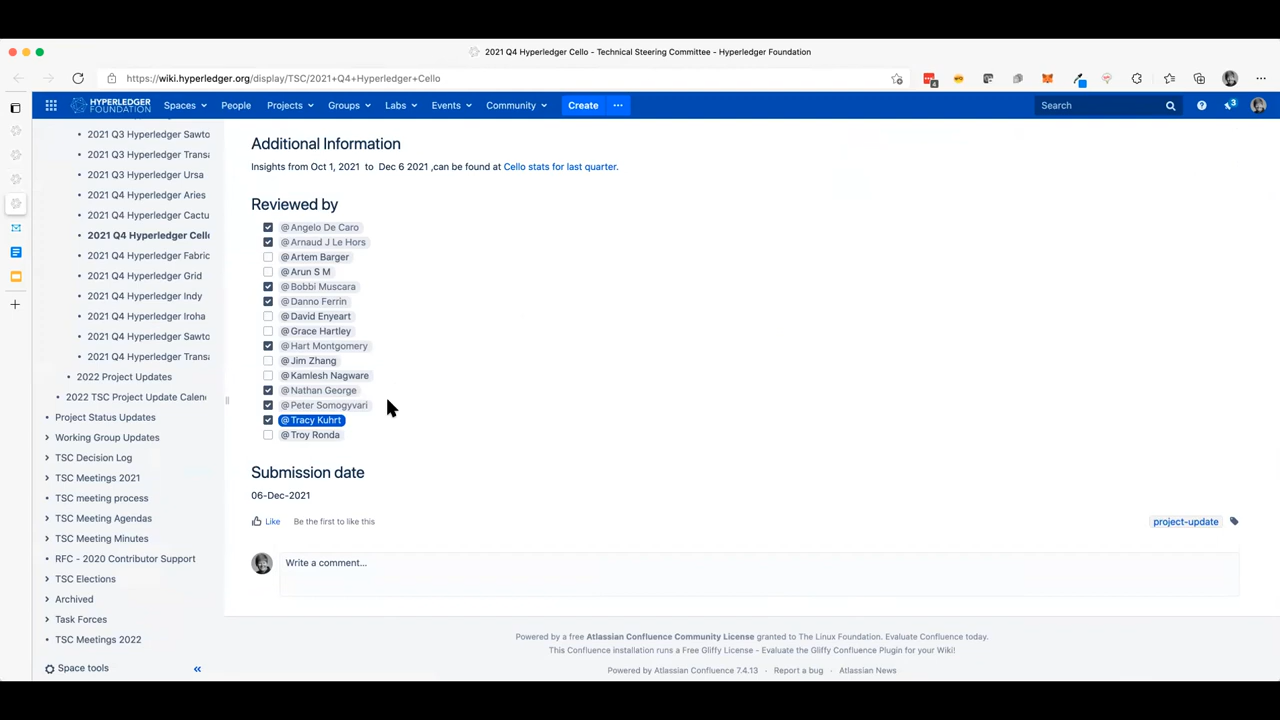 2021 Q4 Hyperledger Cello - Technical Steering Committee - Hyperledger Foundation
https://wiki.hyperledger.org/display/TSC/2021+Q4+Hyperledger+Cello
4
HYPERLEDGER FOUNDATION Spaces People Projects Groups Labs Events Community Create ··· Search 3
2021 Q3 Hyperledger Sawto
2021 Q3 Hyperledger Transa
2021 Q3 Hyperledger Ursa
2021 Q4 Hyperledger Aries
2021 Q4 Hyperledger Cactu
2021 Q4 Hyperledger Cello
2021 Q4 Hyperledger Fabric
2021 Q4 Hyperledger Grid
2021 Q4 Hyperledger Indy
2021 Q4 Hyperledger Iroha
2021 Q4 Hyperledger Sawto
2021 Q4 Hyperledger Transa
2022 Project Updates
2022 TSC Project Update Calen
Project Status Updates
Working Group Updates
TSC Decision Log
TSC Meetings 2021
TSC meeting process
TSC Meeting Agendas
TSC Meeting Minutes
RFC - 2020 Contributor Support
TSC Elections
Archived
Task Forces
TSC Meetings 2022
Space tools
Additional Information
Insights from Oct 1, 2021 to Dec 6 2021 ,can be found at Cello stats for last quarter.
Reviewed by
@Angelo De Caro
@Arnaud J Le Hors
@Artem Barger
@Arun S M
@Bobbi Muscara
@Danno Ferrin
@David Enyeart
@Grace Hartley
@Hart Montgomery
@Jim Zhang
@Kamlesh Nagware
@Nathan George
@Peter Somogyvari
@Tracy Kuhrt
@Troy Ronda
Submission date
06-Dec-2021
Like Be the first to like this
project-update
Write a comment…
Powered by a free Atlassian Confluence Community License granted to The Linux Foundation. Evaluate Confluence today.
This Confluence installation runs a Free Gliffy License - Evaluate the Gliffy Confluence Plugin for your Wiki!
Powered by Atlassian Confluence 7.4.13 · Report a bug · Atlassian News